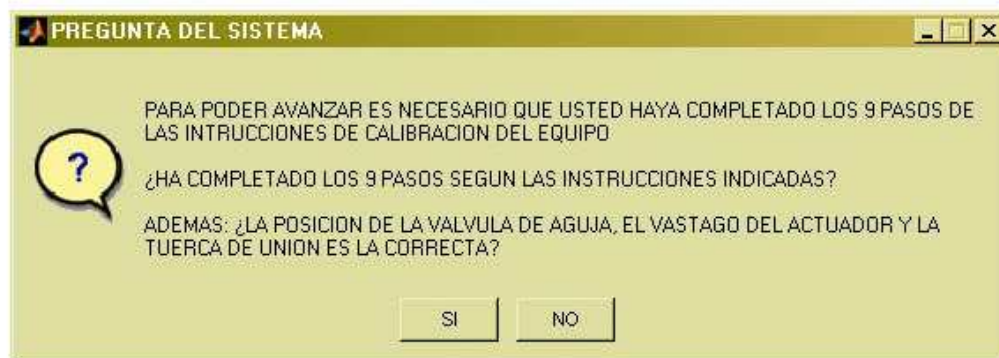 PREGUNTA DEL SISTEMA
PARA PODER AVANZAR ES NECESARIO QUE USTED HAYA COMPLETADO LOS 9 PASOS DE
LAS INTRUCCIONES DE CALIBRACION DEL EQUIPO
¿HA COMPLETADO LOS 9 PASOS SEGUN LAS INSTRUCCIONES INDICADAS?
ADEMAS: ¿LA POSICION DE LA VALVULA DE AGUJA, EL VASTAGO DEL ACTUADOR Y LA
TUERCA DE UNION ES LA CORRECTA?
?
SI NO